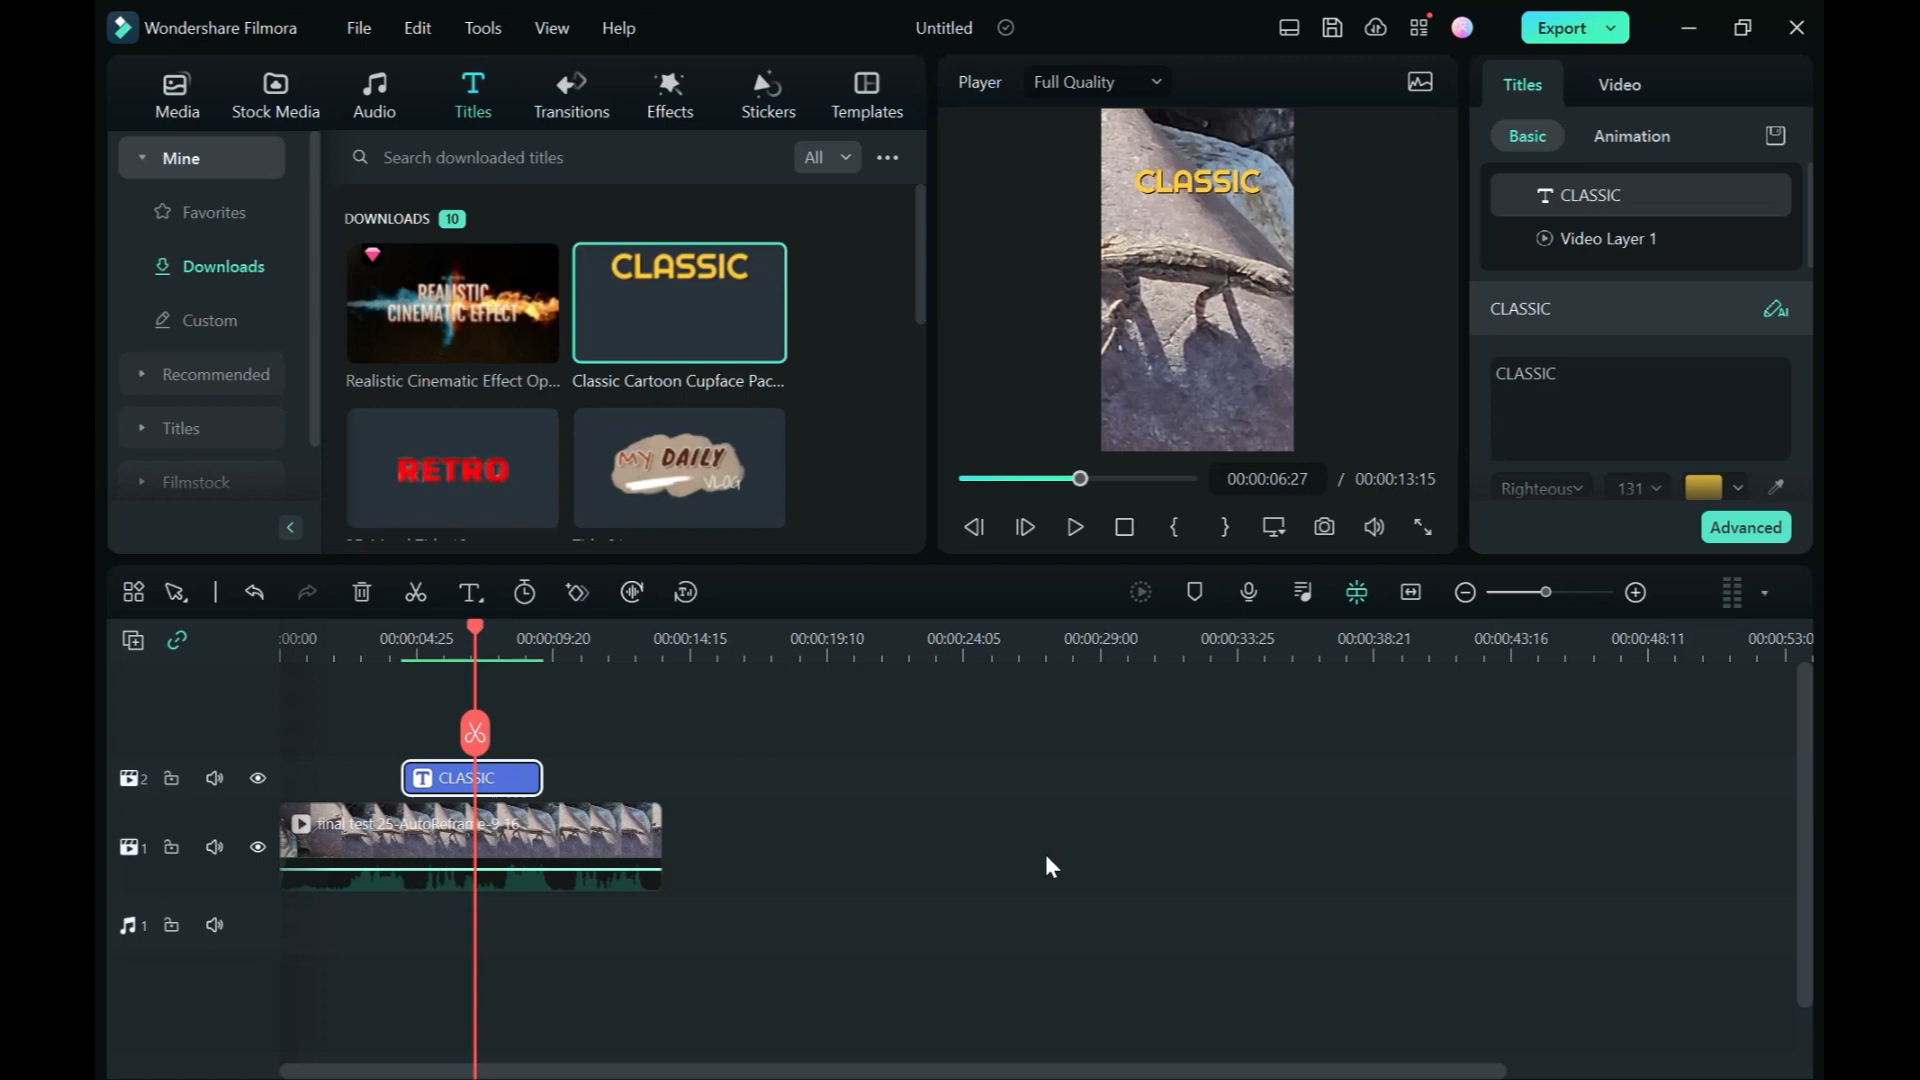 Wondershare Filmora File Edit Tools View Help Untitled Export
Media Stock Media Audio Titles Transitions Effects Stickers Templates
Mine
Favorites
Downloads
Custom
Recommended
Titles
Filmstock
Search downloaded titles All
DOWNLOADS 10
REALISTIC
CINEMATIC EFFECT
CLASSIC
Realistic Cinematic Effect Op... Classic Cartoon Cupface Pac...
RETRO
MY DAILY
VLOG
Player Full Quality
CLASSIC
00:00:06:27 / 00:00:13:15
Titles Video
Basic Animation
CLASSIC
Video Layer 1
CLASSIC
AI
CLASSIC
Righteous 131
Advanced
:00:00 00:00:04:25 00:00:09:20 00:00:14:15 00:00:19:10 00:00:24:05 00:00:29:00 00:00:33:25 00:00:38:21 00:00:43:16 00:00:48:11 00:00:53:0
2 CLASSIC
final test 25-AutoReframe-9-16
1
1